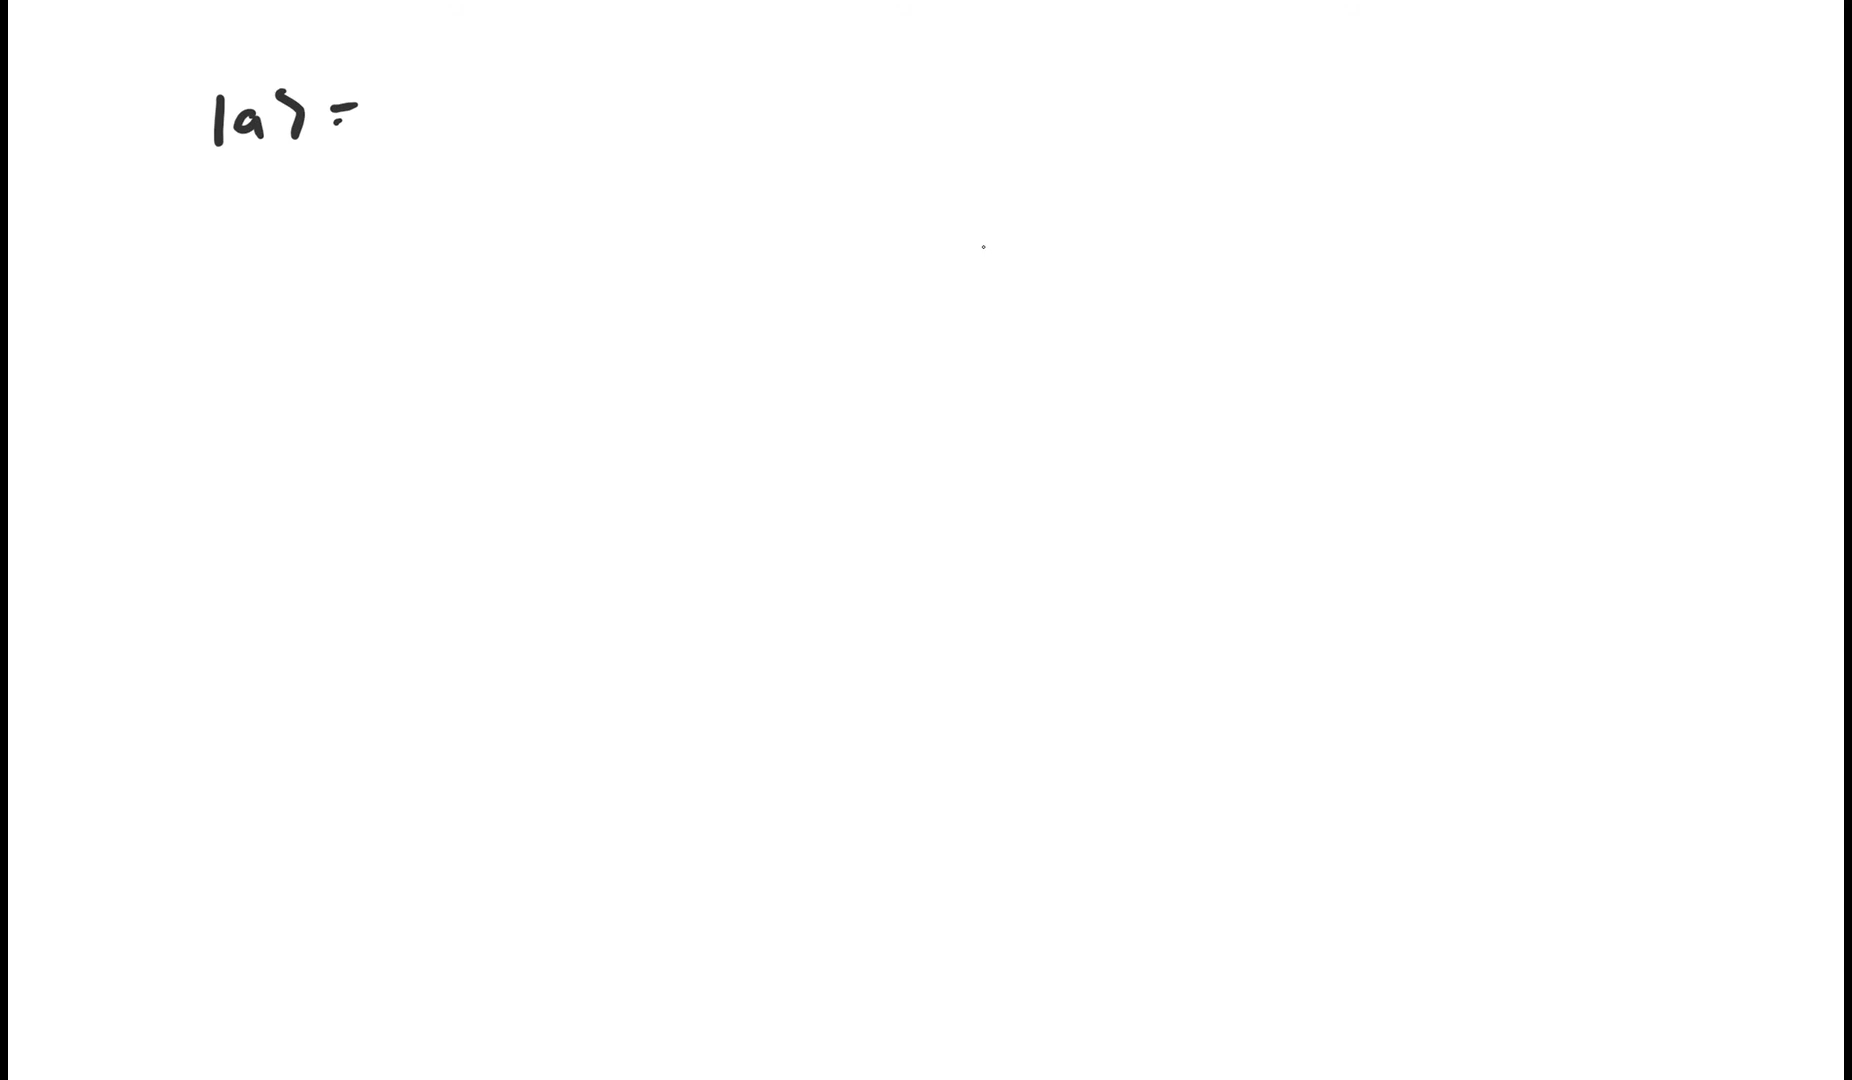 |a⟩ =